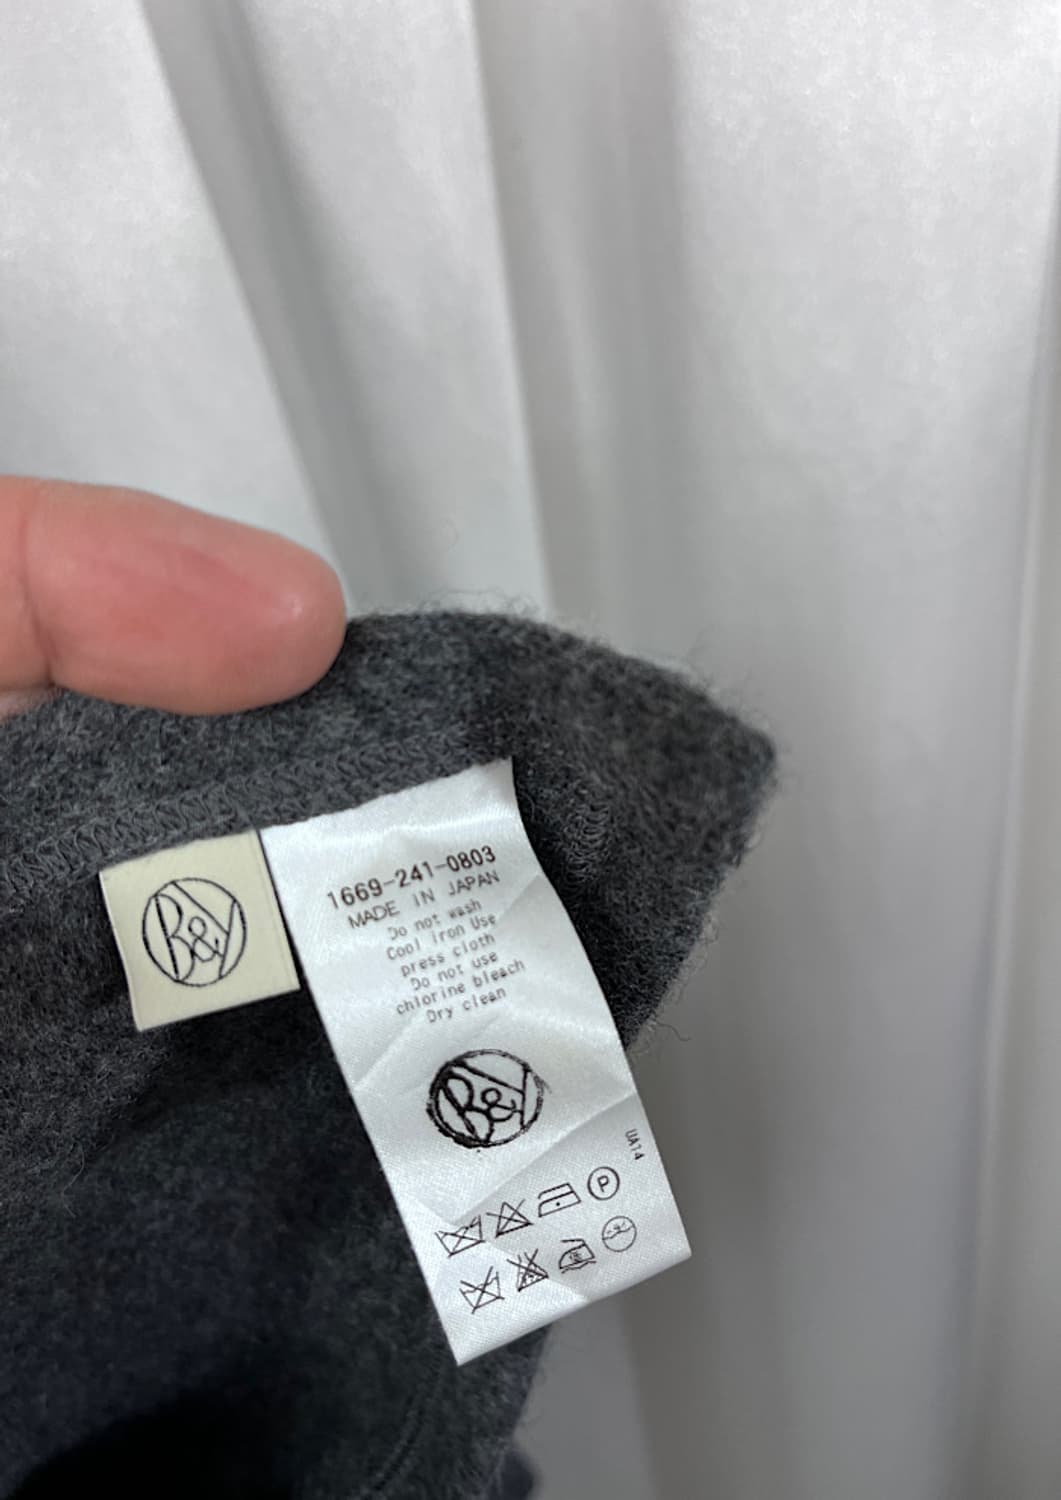 B&Y
1669-241-0803
MADE IN JAPAN
Do not wash
Cool iron Use
press cloth
Do not use
chlorine bleach
Dry clean
B&Y
UA14
P